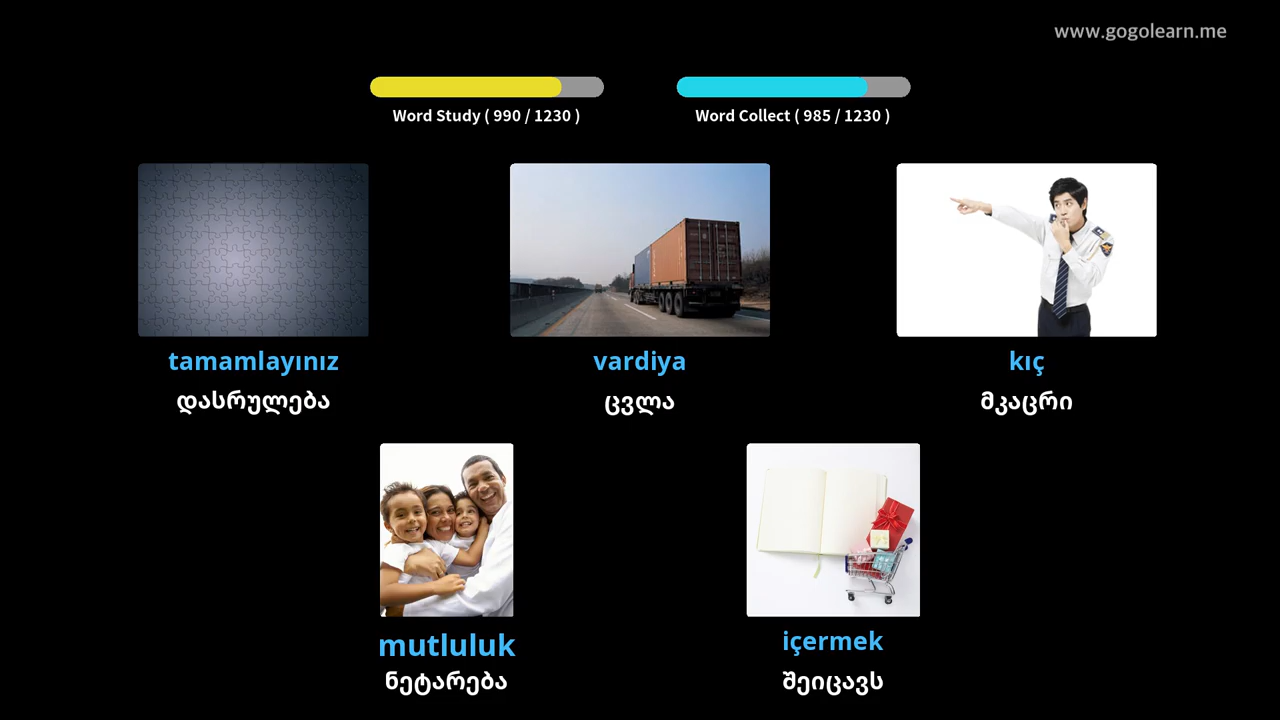 www.gogolearn.me
Word Study ( 990 / 1230 )
Word Collect ( 985 / 1230 )
tamamlayınız
დასრულება
vardiya
ცვლა
kıç
მკაცრი
mutluluk
ნეტარება
içermek
შეიცავს